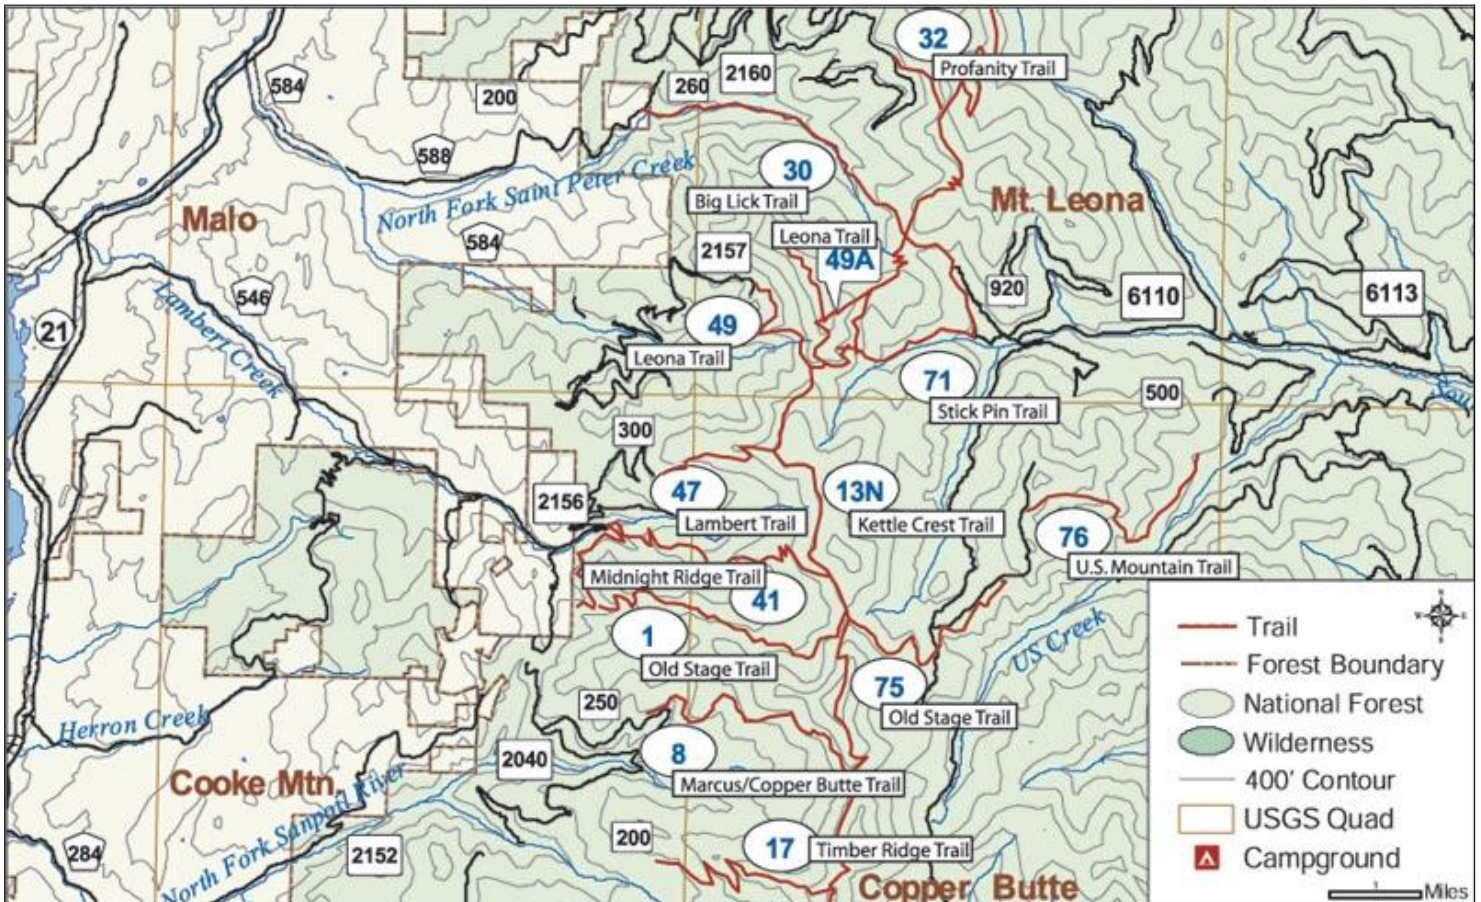 32
Profanity Trail
584
260
2160
200
588
30
North Fork Saint Peter Creek
Big Lick Trail
Mt. Leona
Malo
584
Leona Trail
49A
2157
920
6110
6113
546
Lambert Creek
21
49
Leona Trail
71
Stick Pin Trail
500
Sou
300
47
Lambert Trail
13N
Kettle Crest Trail
2156
76
U.S. Mountain Trail
Midnight Ridge Trail
41
1
Old Stage Trail
US Creek
75
Old Stage Trail
250
Herron Creek
2040
8
Marcus/Copper Butte Trail
Cooke Mtn.
North Fork Sanpoil River
200
17
Timber Ridge Trail
284
2152
Copper Butte
Trail
Forest Boundary
National Forest
Wilderness
400' Contour
USGS Quad
Campground
1
Miles